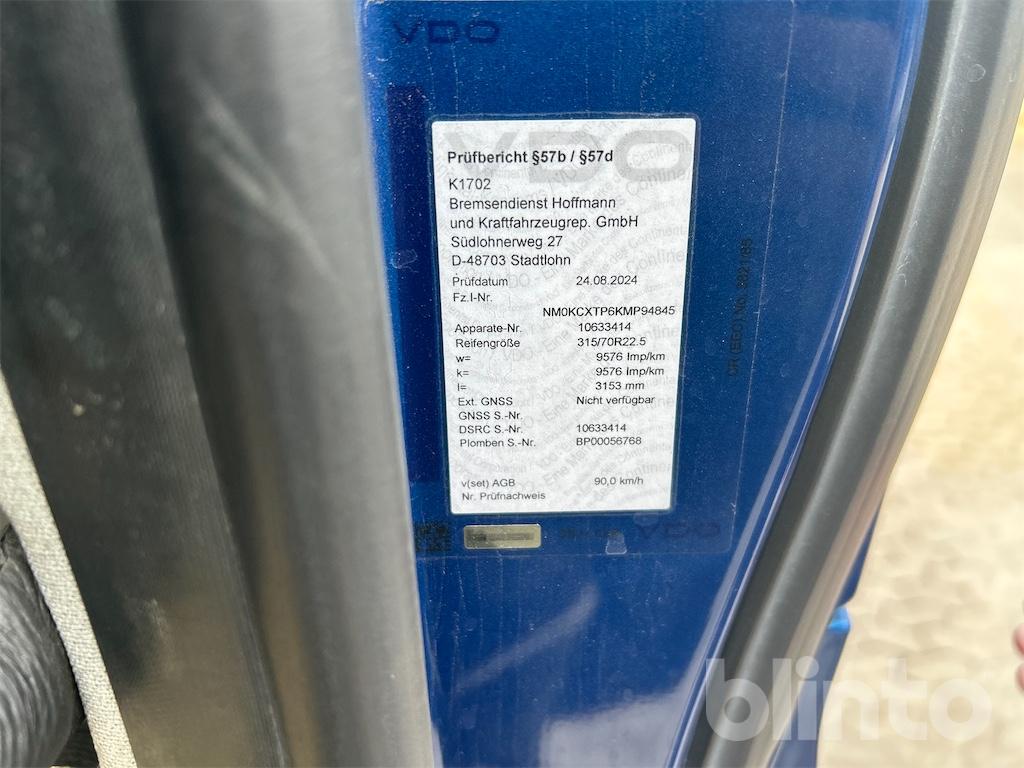 VDO
VDO
Prüfbericht §57b / §57d
K1702
Bremsendienst Hoffmann
und Kraftfahrzeugrep. GmbH
Südlohnerweg 27
D-48703 Stadtlohn
Prüfdatum 24.08.2024
Fz.I-Nr.
NM0KCXTP6KMP94845
Apparate-Nr. 10633414
Reifengröße 315/70R22.5
w= 9576 Imp/km
k= 9576 Imp/km
l= 3153 mm
Ext. GNSS Nicht verfügbar
GNSS S.-Nr.
DSRC S.-Nr. 10633414
Plomben S.-Nr. BP00056768
v(set) AGB 90,0 km/h
Nr. Prüfnachweis
VDO
blinto